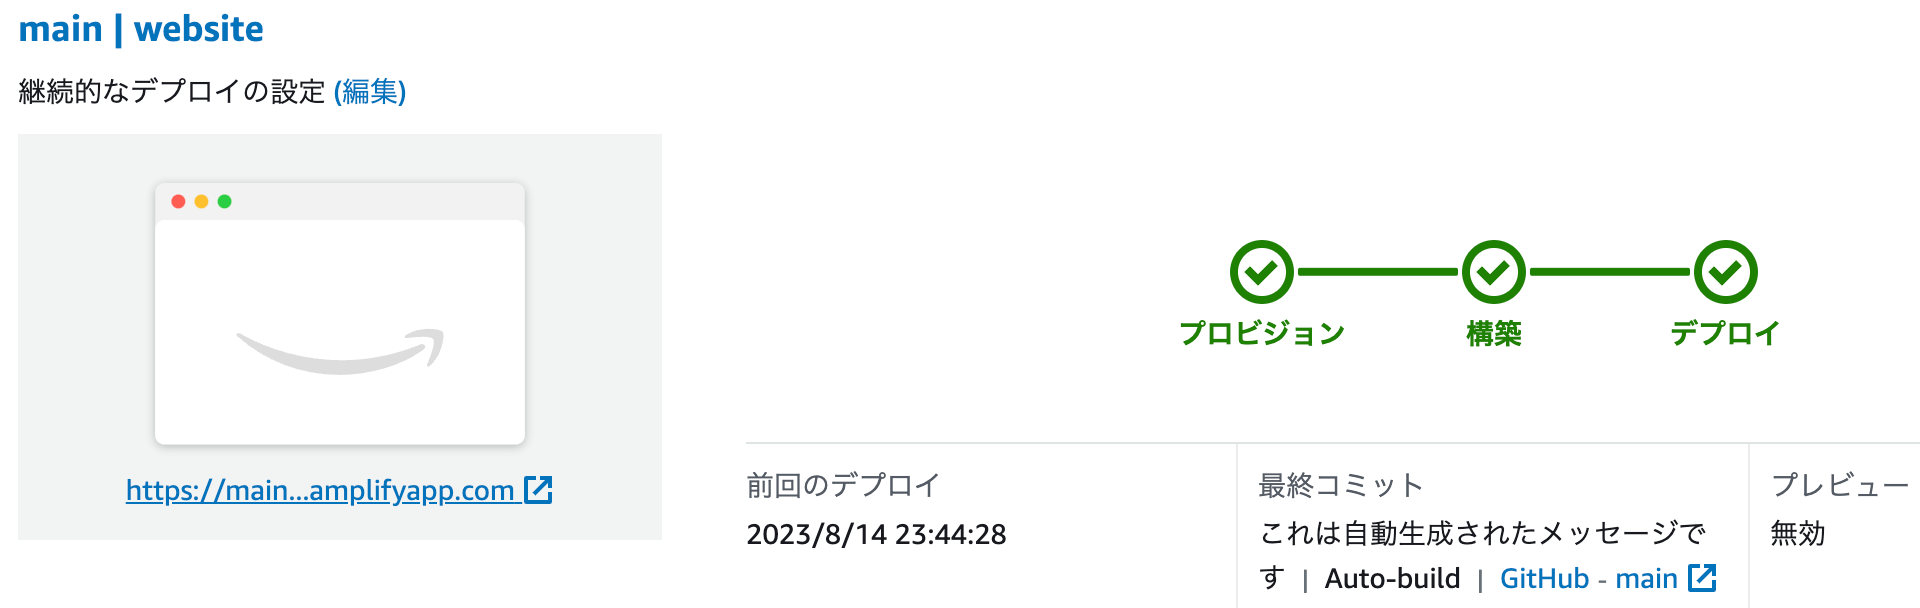 main | website
継続的なデプロイの設定 (編集)
https://main...amplifyapp.com
プロビジョン
構築
デプロイ
前回のデプロイ
2023/8/14 23:44:28
最終コミット
これは自動生成されたメッセージで
す | Auto-build | GitHub - main
プレビュー
無効